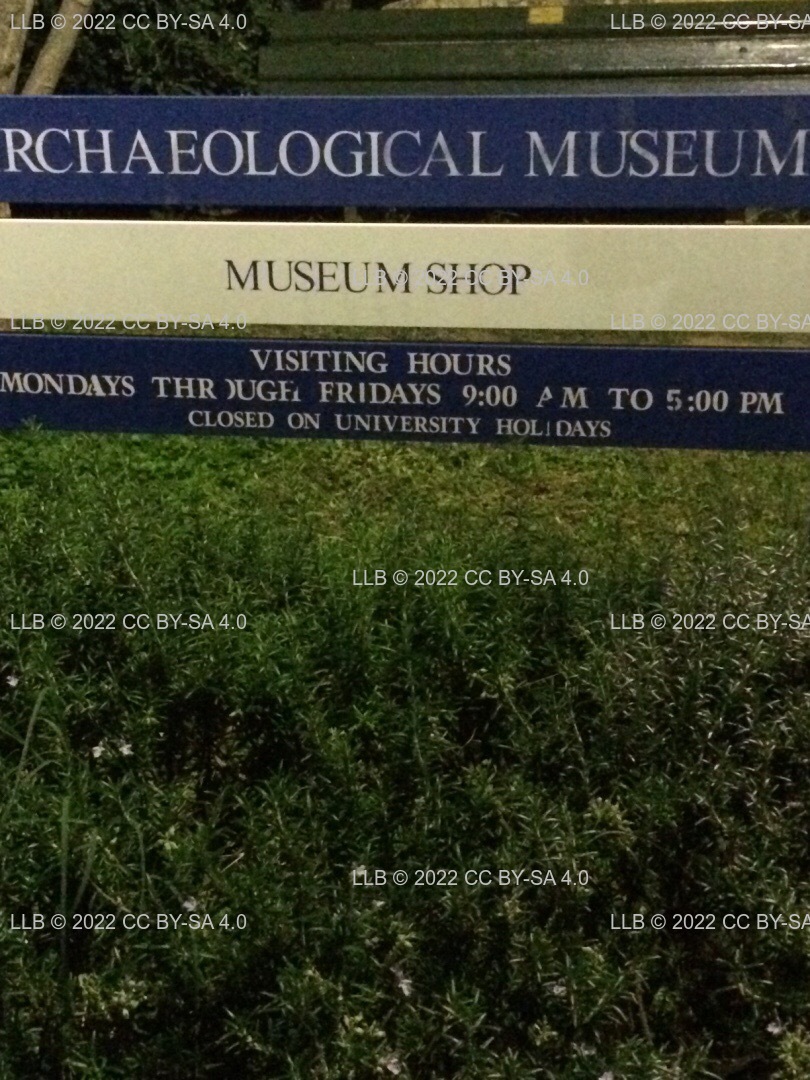 RCHAEOLOGICAL MUSEUM
MUSEUM SHOP
VISITING HOURS
MONDAYS THROUGH FRIDAYS 9:00 AM TO 5:00 PM
CLOSED ON UNIVERSITY HOLIDAYS
LLB © 2022 CC BY-SA 4.0